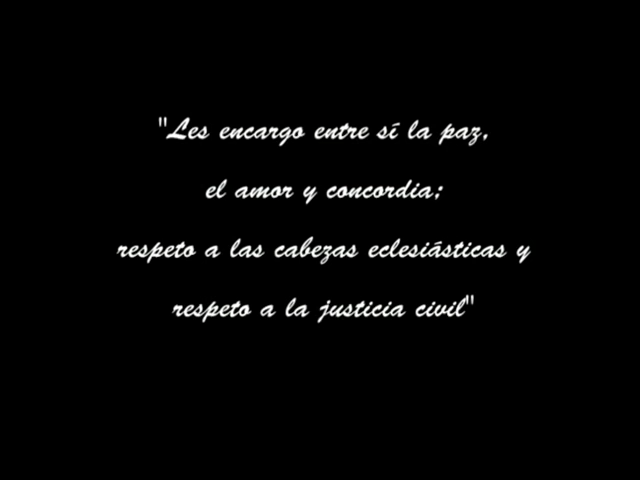 "Les encargo entre sí la paz,
el amor y concordia;
respeto a las cabezas eclesiásticas y
respeto a la justicia civil"